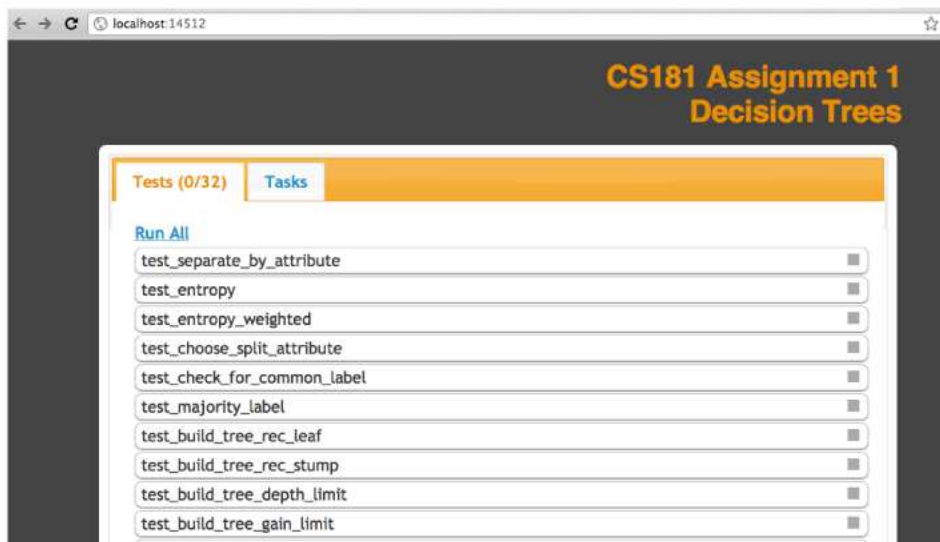 localhost:14512
CS181 Assignment 1
Decision Trees
Tests (0/32) Tasks
Run All
test_separate_by_attribute
test_entropy
test_entropy_weighted
test_choose_split_attribute
test_check_for_common_label
test_majority_label
test_build_tree_rec_leaf
test_build_tree_rec_stump
test_build_tree_depth_limit
test_build_tree_gain_limit